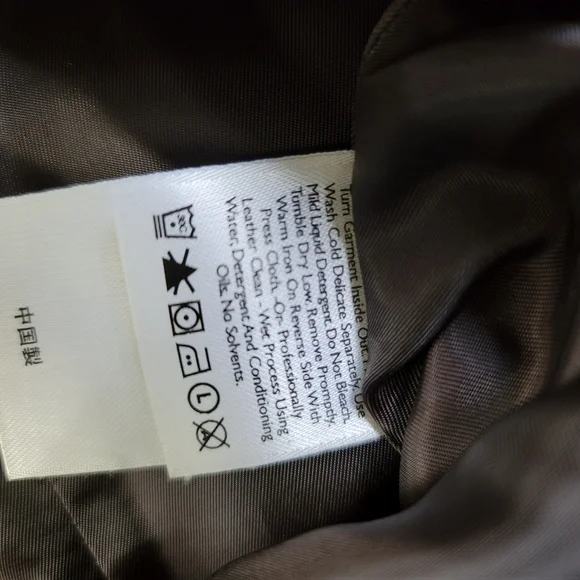 Turn Garment Inside Out.
Wash Cold Delicate Separately. Use
Mild Liquid Detergent. Do Not Bleach.
Tumble Dry Low. Remove Promptly.
Warm Iron On Reverse Side With
Press Cloth. -Or- Professionally
Leather Clean - Wet Process Using
Water, Detergent And Conditioning
Oils. No Solvents.
30C
L
A
中国製